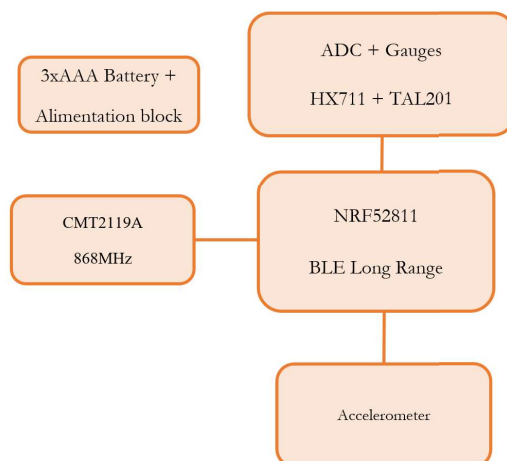 3xAAA Battery +
Alimentation block
ADC + Gauges
HX711 + TAL201
CMT2119A
868MHz
NRF52811
BLE Long Range
Accelerometer